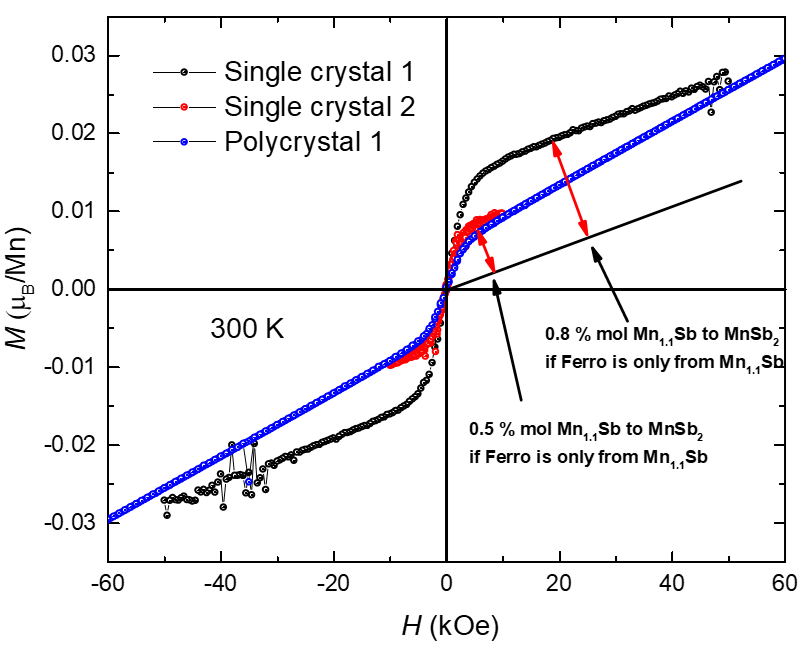 0.03
0.02
0.01
0.00
-0.01
-0.02
-0.03
M (μB/Mn)
Single crystal 1
Single crystal 2
Polycrystal 1
300 K
0.8 % mol Mn1.1Sb to MnSb2
if Ferro is only from Mn1.1Sb
0.5 % mol Mn1.1Sb to MnSb2
if Ferro is only from Mn1.1Sb
-60 -40 -20 0 20 40 60
H (kOe)